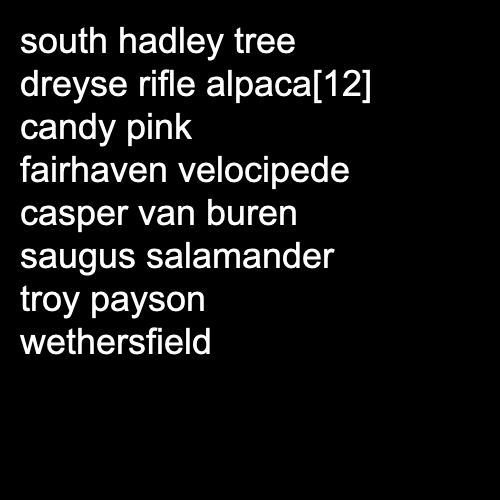 south hadley tree
dreyse rifle alpaca[12]
candy pink
fairhaven velocipede
casper van buren
saugus salamander
troy payson
wethersfield